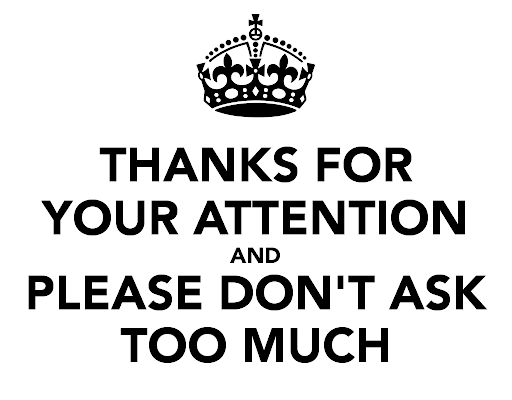 THANKS FOR
YOUR ATTENTION
AND
PLEASE DON'T ASK
TOO MUCH